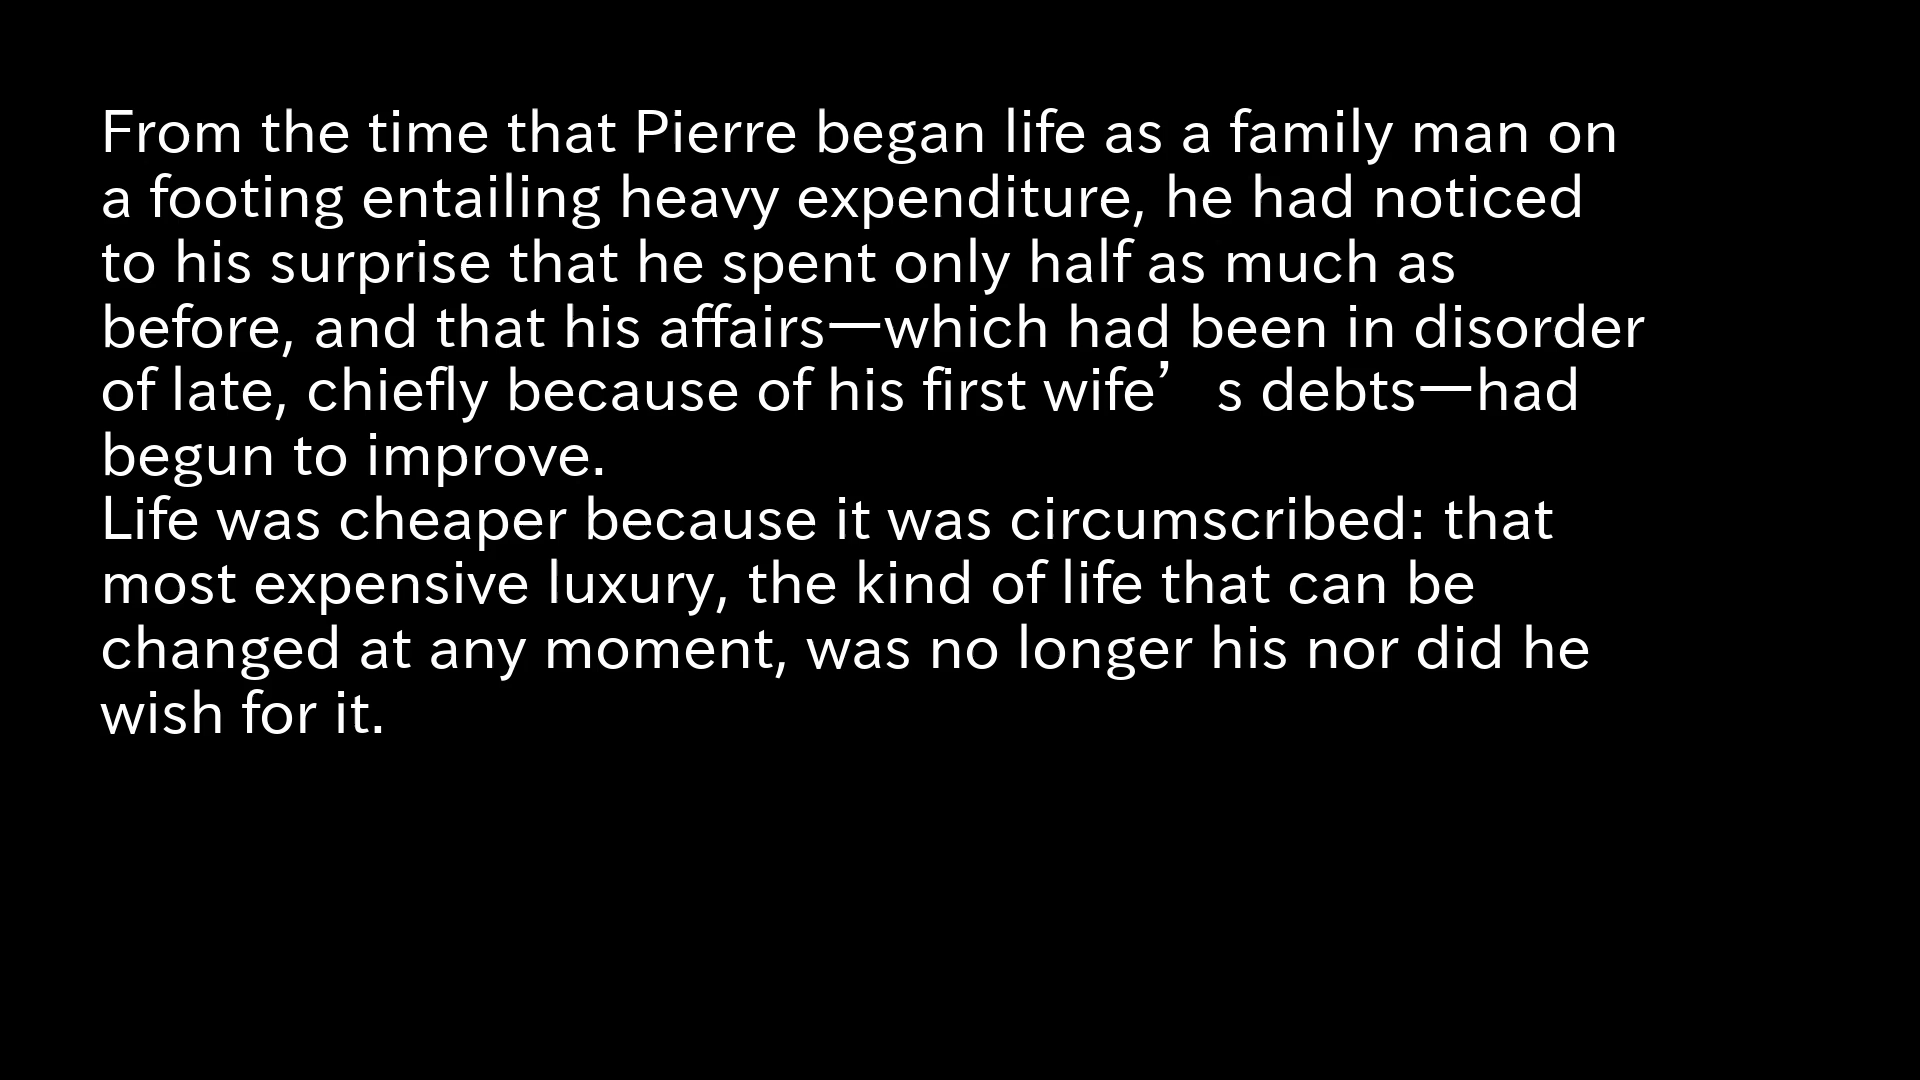 From the time that Pierre began life as a family man on
a footing entailing heavy expenditure, he had noticed
to his surprise that he spent only half as much as
before, and that his affairs—which had been in disorder
of late, chiefly because of his first wife’s debts—had
begun to improve.
Life was cheaper because it was circumscribed: that
most expensive luxury, the kind of life that can be
changed at any moment, was no longer his nor did he
wish for it.